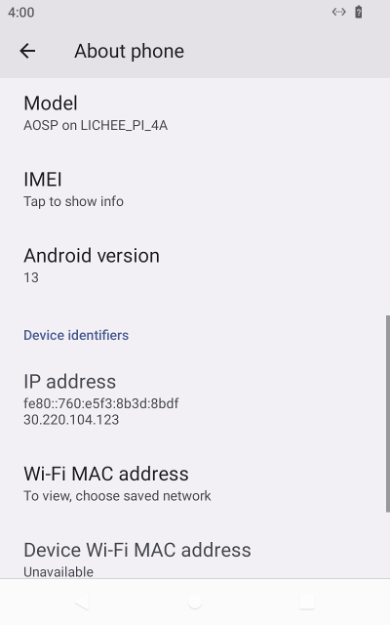 4:00
About phone
Model
AOSP on LICHEE_PI_4A
IMEI
Tap to show info
Android version
13
Device identifiers
IP address
fe80::760:e5f3:8b3d:8bdf
30.220.104.123
Wi-Fi MAC address
To view, choose saved network
Device Wi-Fi MAC address
Unavailable